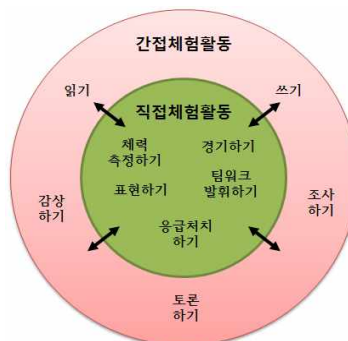 간접체험활동
읽기
쓰기
직접체험활동
체력
측정하기
경기하기
표현하기
팀워크
발휘하기
감상
하기
조사
하기
응급처치
하기
토론
하기